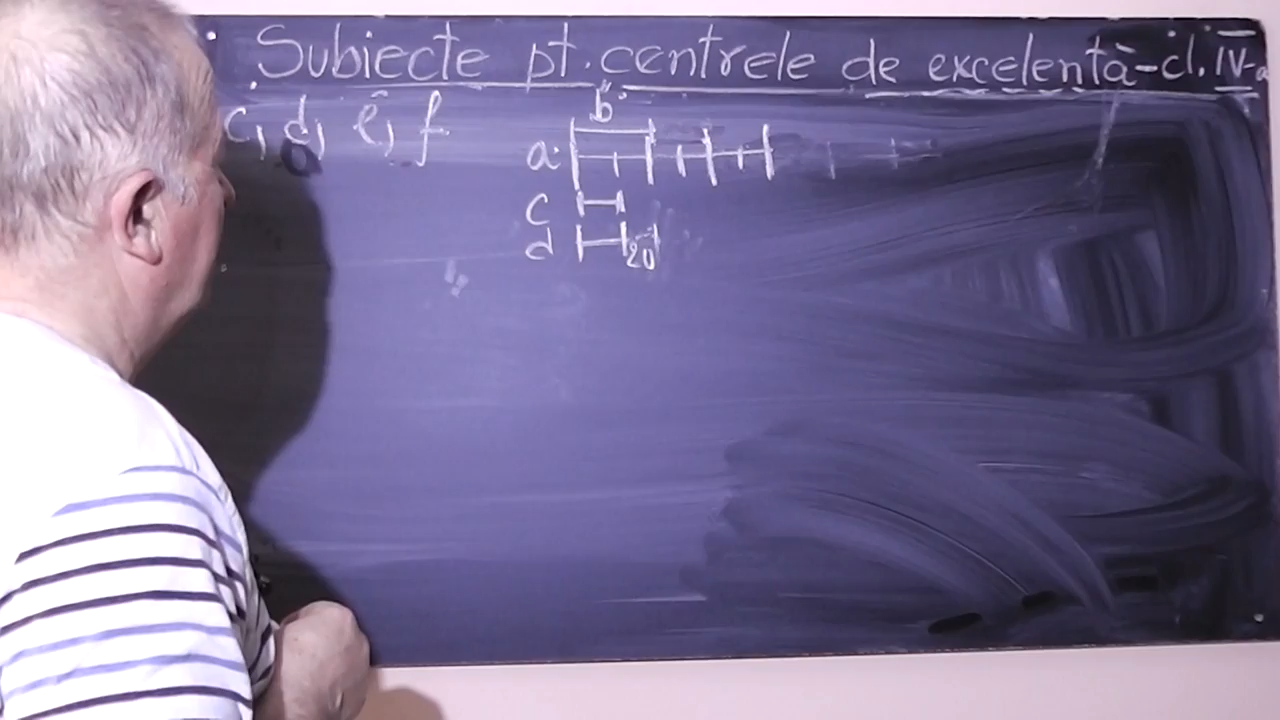 Subiecte pt. centrele de excelență-cl. IV-a
c, d, e, f
b
a
c
d 20